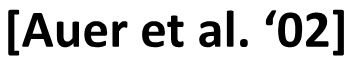 [Auer et al. ‘02]